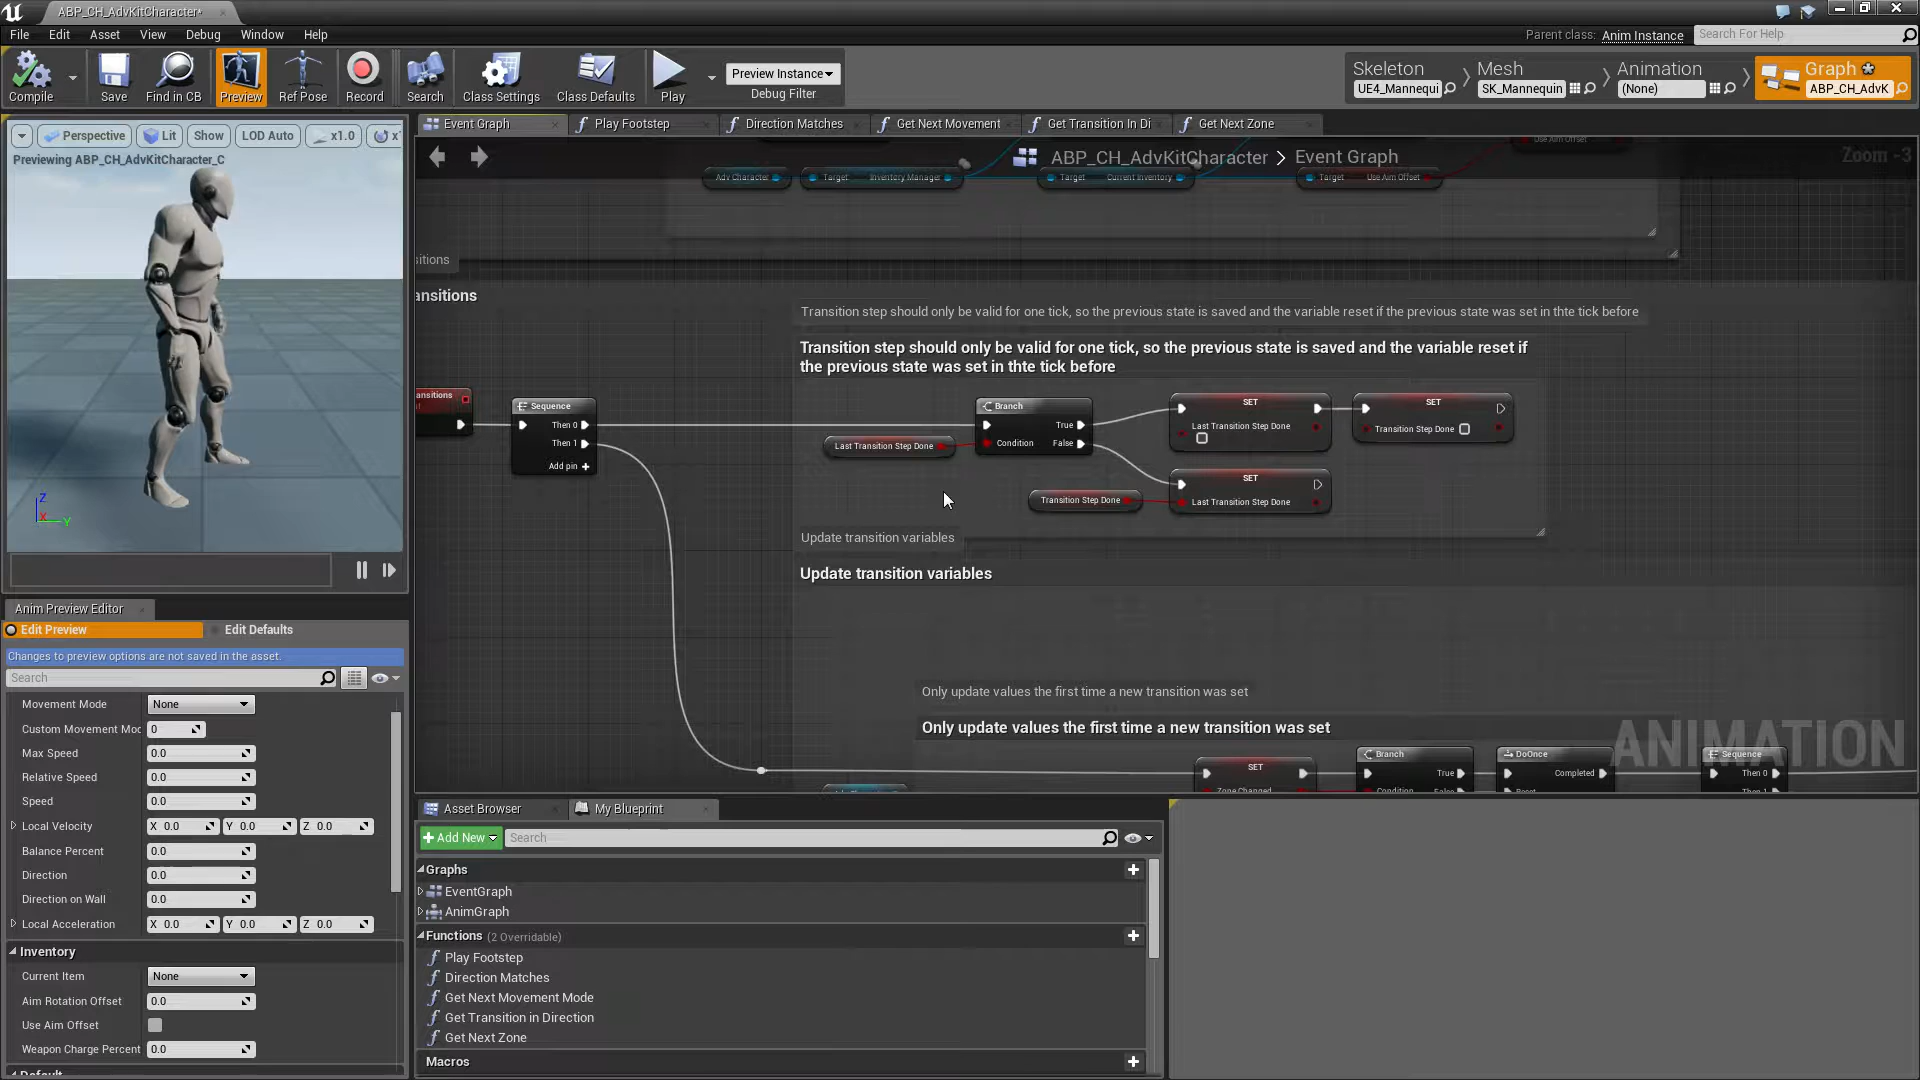 ABP_CH_AdvKitCharacter*
File Edit Asset View Debug Window Help
Parent class: Anim Instance
Search For Help
Compile
Save
Find in CB
Preview
Ref Pose
Record
Search
Class Settings
Class Defaults
Play
Preview Instance
Debug Filter
Skeleton
UE4_Mannequi
Mesh
SK_Mannequin
Animation
(None)
Graph
ABP_CH_AdvK
Perspective
Lit
Show
LOD Auto
x1.0
Previewing ABP_CH_AdvKitCharacter_C
Z
X
Y
Event Graph
Play Footstep
Direction Matches
Get Next Movement
Get Transition In Di
Get Next Zone
ABP_CH_AdvKitCharacter > Event Graph
Zoom -3
Use Aim Offset
Adv Character
Target Inventory Manager
Target Current Inventory
Target Use Aim Offset
sitions
ansitions
Transition step should only be valid for one tick, so the previous state is saved and the variable reset if the previous state was set in thte tick before
Transition step should only be valid for one tick, so the previous state is saved and the variable reset if
the previous state was set in thte tick before
ansitions
Sequence
Then 0
Then 1
Add pin +
Last Transition Step Done
Branch
True
Condition False
SET
Last Transition Step Done
SET
Transition Step Done
Transition Step Done
SET
Last Transition Step Done
Update transition variables
Update transition variables
Only update values the first time a new transition was set
Only update values the first time a new transition was set
SET
Zone Changed
Branch
True
Condition False
DoOnce
Completed
Reset
Sequence
Then 0
Then 1
ANIMATION
Anim Preview Editor
Edit Preview
Edit Defaults
Changes to preview options are not saved in the asset.
Search
Movement Mode None
Custom Movement Moc 0
Max Speed 0.0
Relative Speed 0.0
Speed 0.0
Local Velocity X 0.0 Y 0.0 Z 0.0
Balance Percent 0.0
Direction 0.0
Direction on Wall 0.0
Local Acceleration X 0.0 Y 0.0 Z 0.0
Inventory
Current Item None
Aim Rotation Offset 0.0
Use Aim Offset
Weapon Charge Percent 0.0
Default
Asset Browser
My Blueprint
+ Add New
Search
Graphs
EventGraph
AnimGraph
Functions (2 Overridable)
Play Footstep
Direction Matches
Get Next Movement Mode
Get Transition in Direction
Get Next Zone
Macros